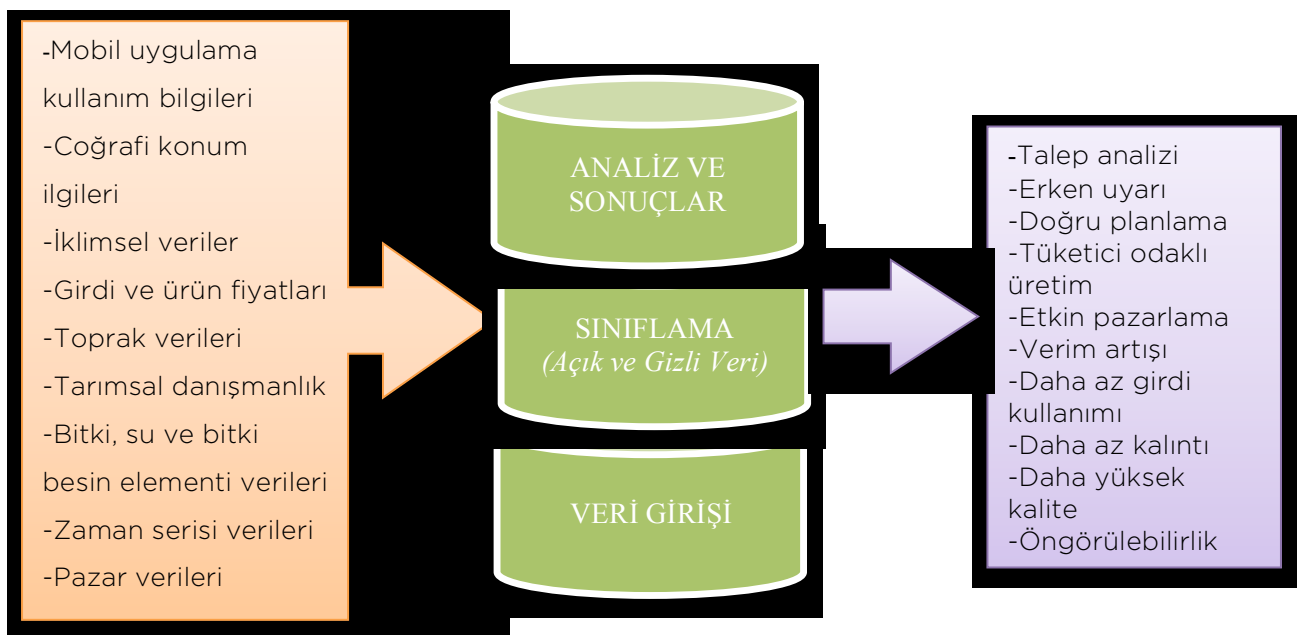 -Mobil uygulama
kullanım bilgileri
-Coğrafi konum
ilgileri
-İklimsel veriler
-Girdi ve ürün fiyatları
-Toprak verileri
-Tarımsal danışmanlık
-Bitki, su ve bitki
besin elementi verileri
-Zaman serisi verileri
-Pazar verileri
ANALİZ VE
SONUÇLAR
SINIFLAMA
(Açık ve Gizli Veri)
VERİ GİRİŞİ
-Talep analizi
-Erken uyarı
-Doğru planlama
-Tüketici odaklı
üretim
-Etkin pazarlama
-Verim artışı
-Daha az girdi
kullanımı
-Daha az kalıntı
-Daha yüksek
kalite
-Öngörülebilirlik